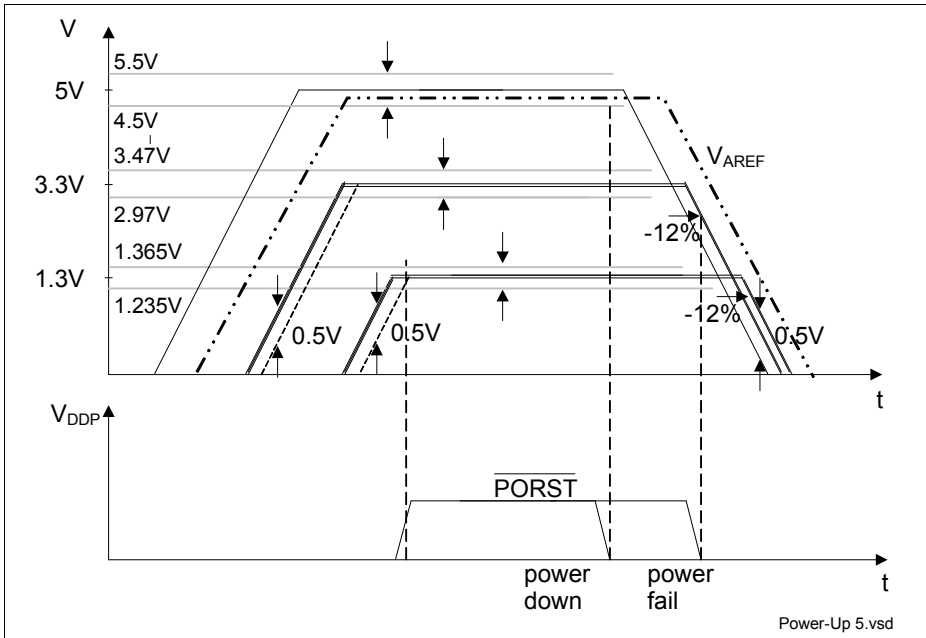 V
5.5V
5V
4.5V
3.47V
VAREF
3.3V
2.97V
-12%
1.365V
1.3V
1.235V
-12%
0.5V
0.5V
0.5V
t
VDDP
PORST
power down
power fail
t
Power-Up 5.vsd